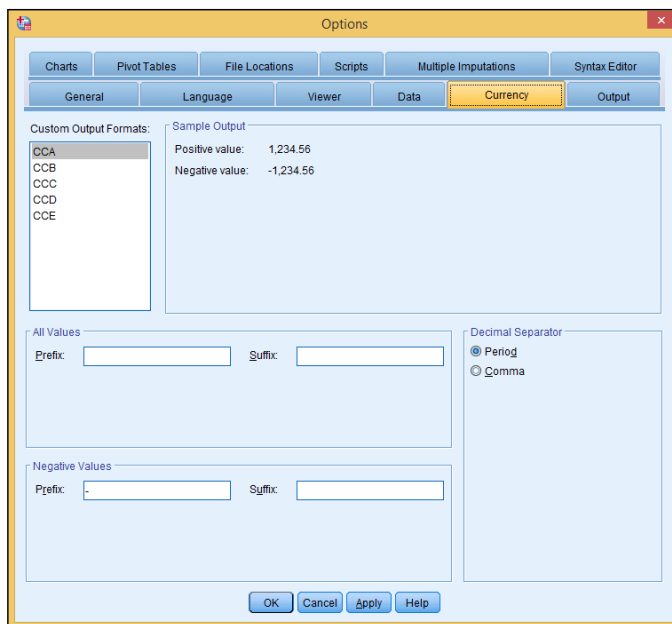 Options
Charts Pivot Tables File Locations Scripts Multiple Imputations Syntax Editor
General Language Viewer Data Currency Output
Custom Output Formats:
CCA
CCB
CCC
CCD
CCE
Sample Output
Positive value: 1,234.56
Negative value: -1,234.56
All Values
Prefix: Suffix:
Decimal Separator
Period
Comma
Negative Values
Prefix: - Suffix:
OK Cancel Apply Help